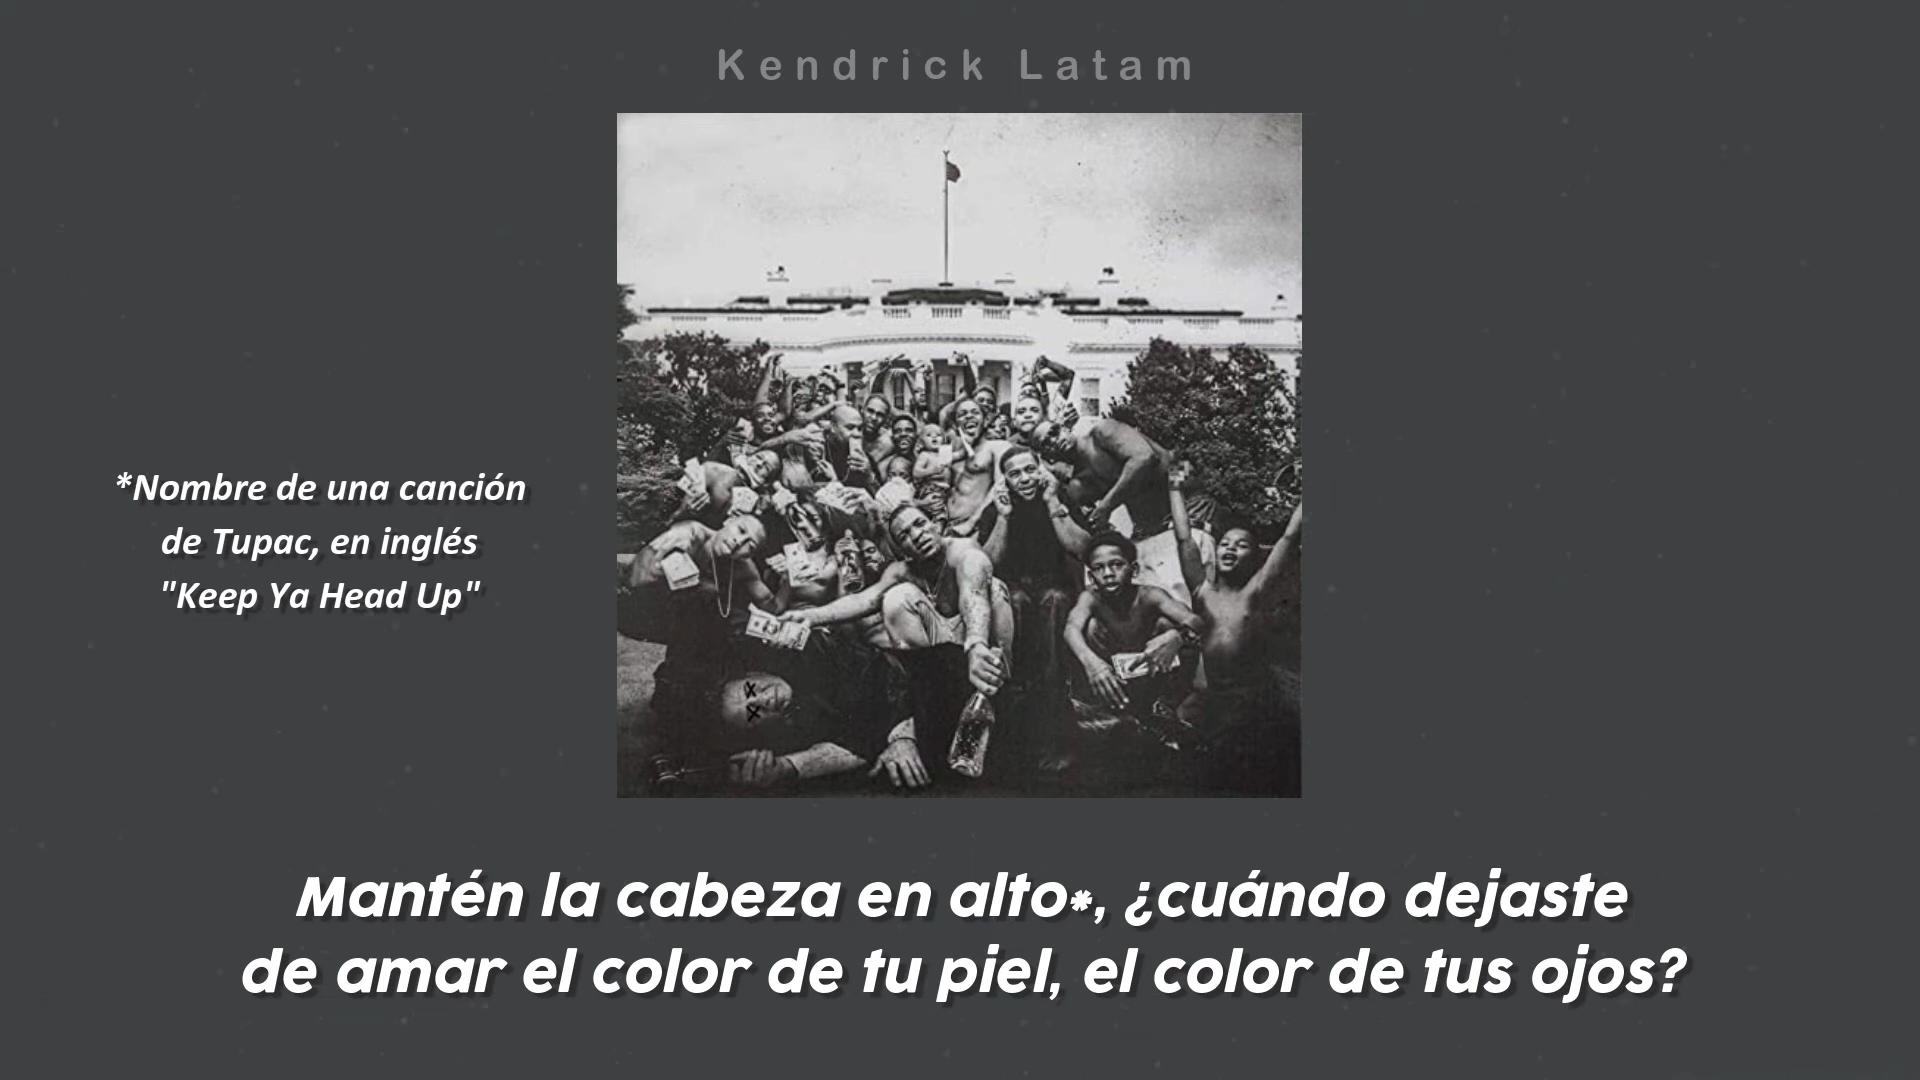 Kendrick Latam
*Nombre de una canción
de Tupac, en inglés
"Keep Ya Head Up"
Mantén la cabeza en alto*, ¿cuándo dejaste
de amar el color de tu piel, el color de tus ojos?